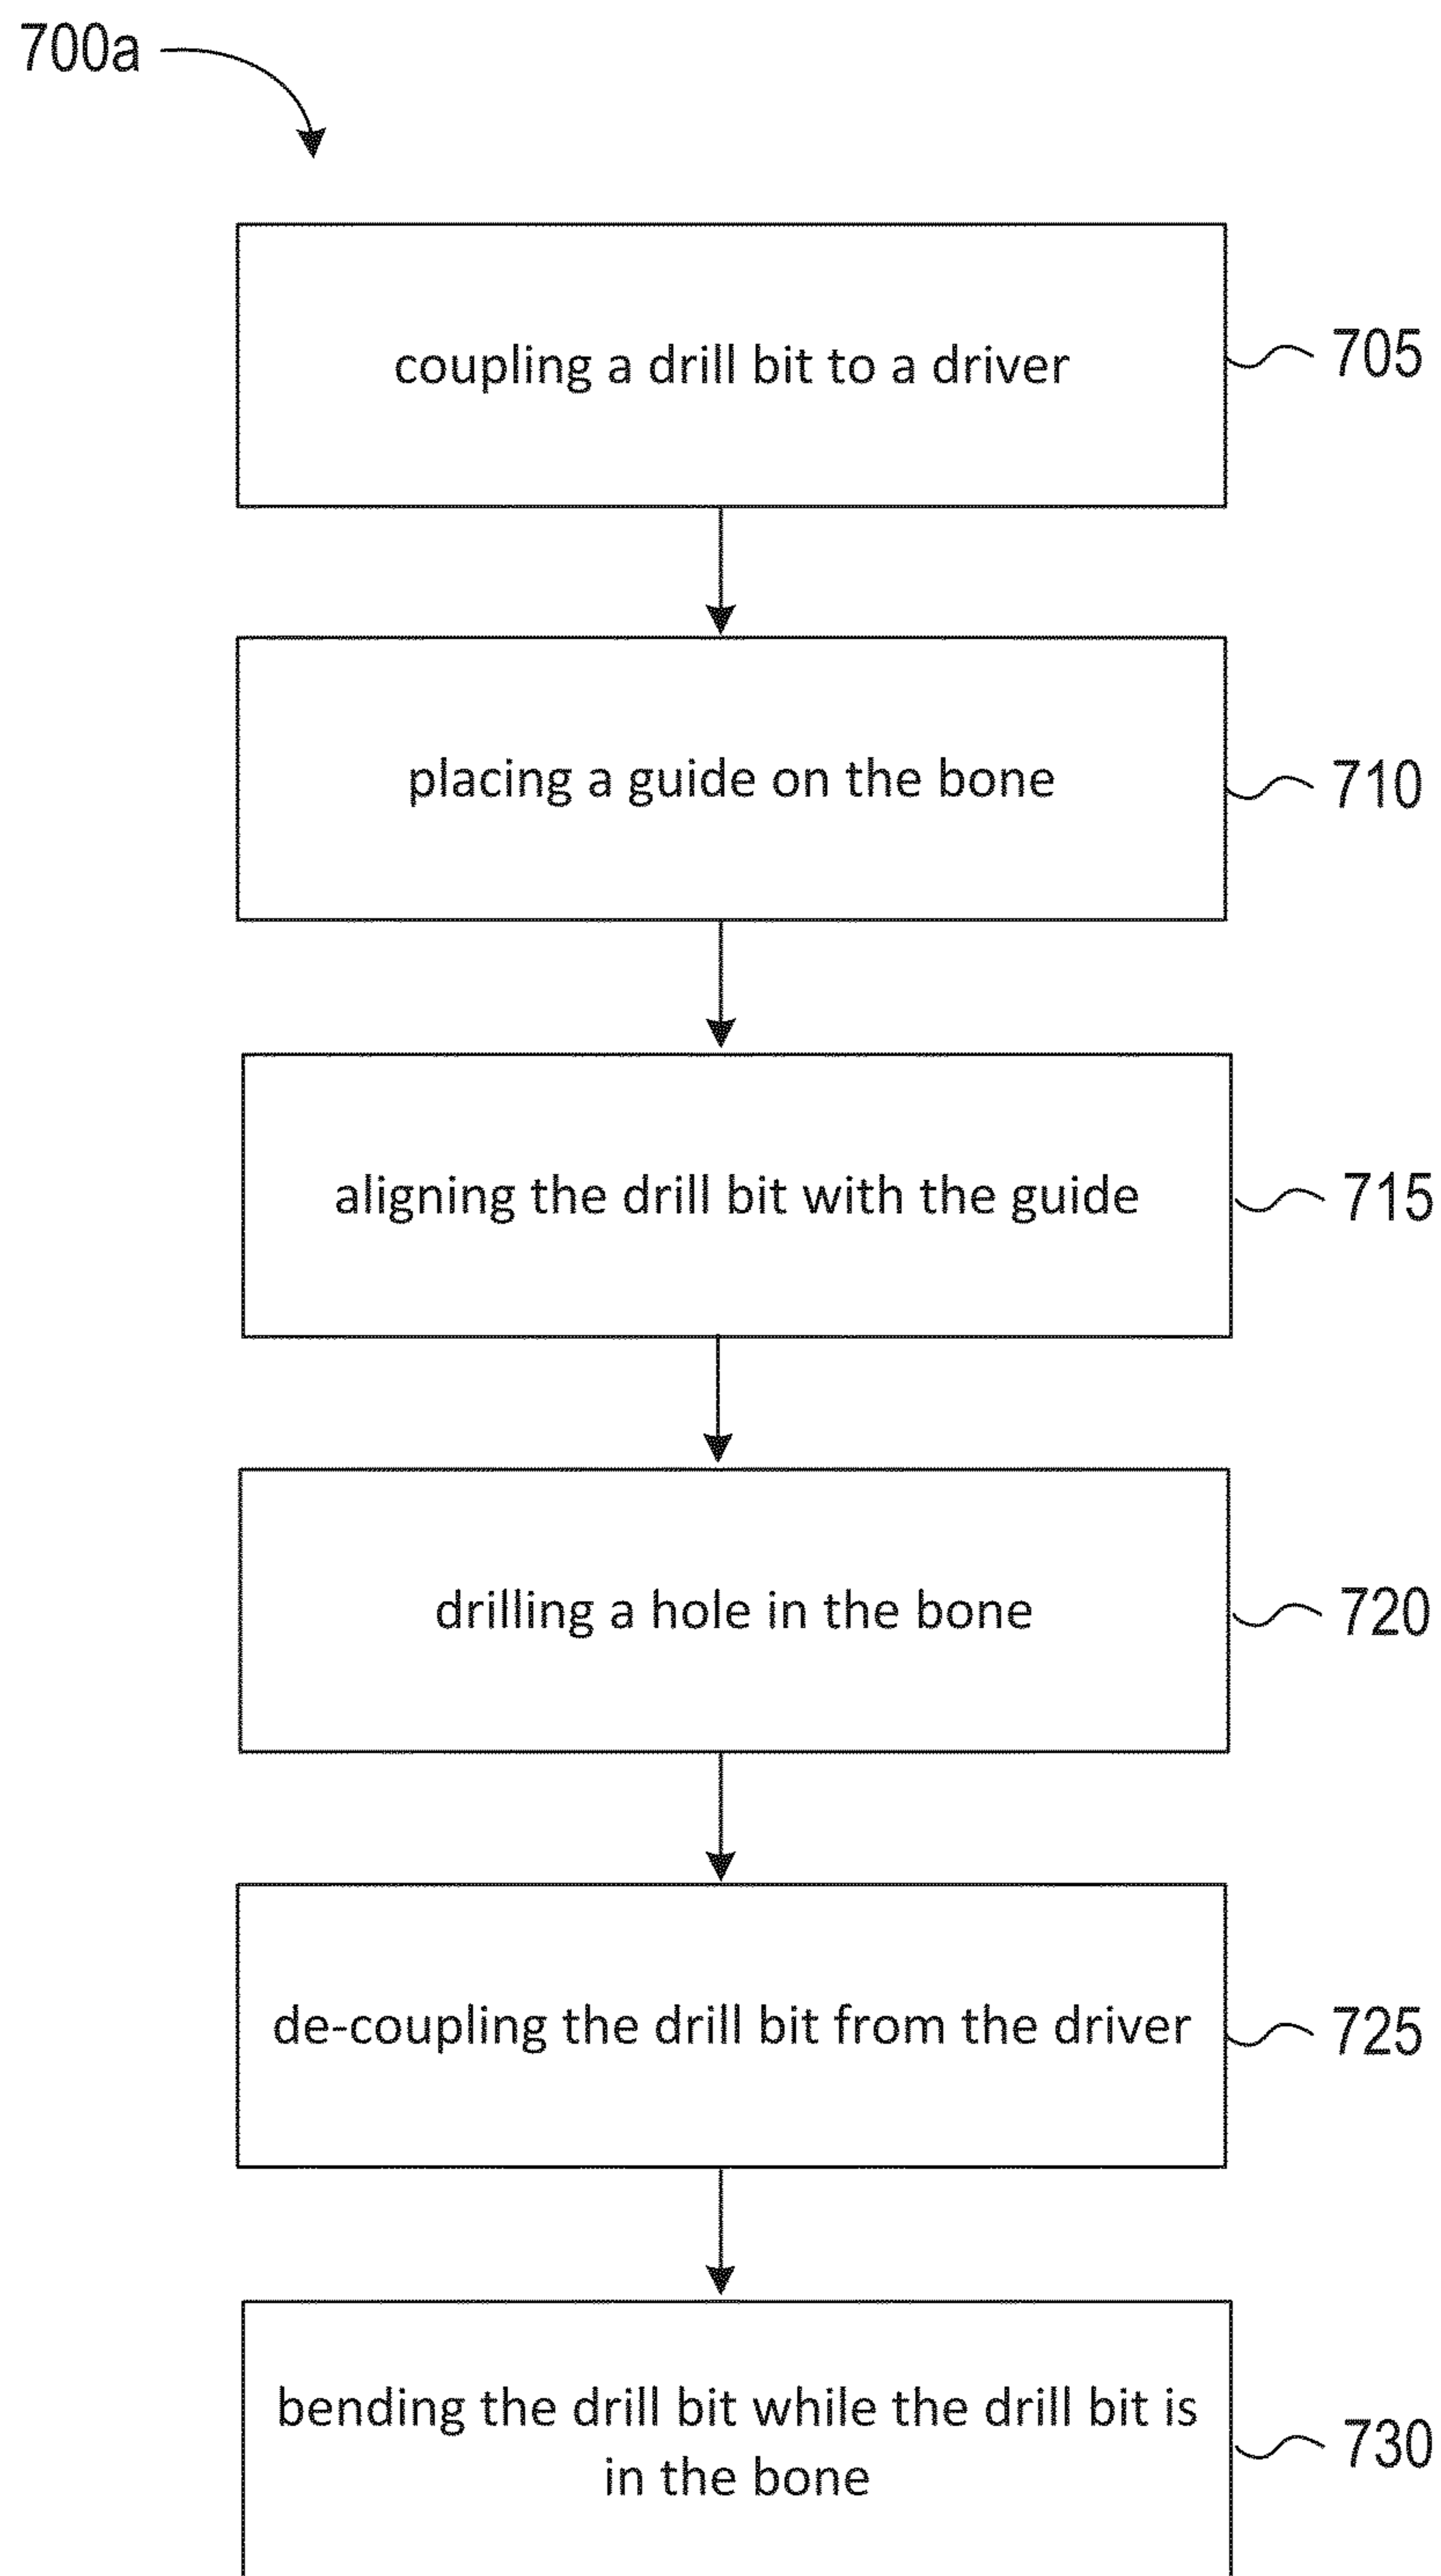 700a
coupling a drill bit to a driver
705
placing a guide on the bone
710
aligning the drill bit with the guide
715
drilling a hole in the bone
720
de-coupling the drill bit from the driver
725
bending the drill bit while the drill bit is
in the bone
730